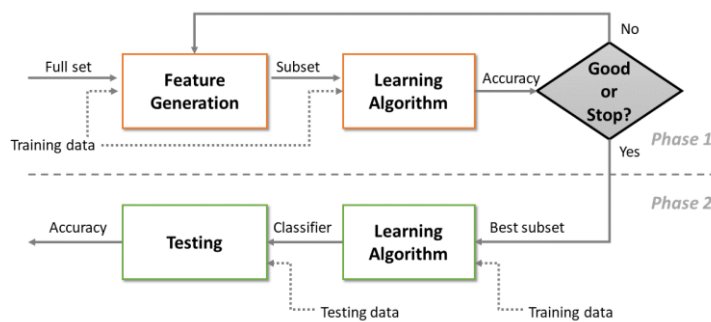 No
Full set
Feature
Generation
Subset
Learning
Algorithm
Accuracy
Good
or
Stop?
Training data
Phase 1
Yes
Phase 2
Accuracy
Testing
Classifier
Learning
Algorithm
Best subset
Testing data
Training data